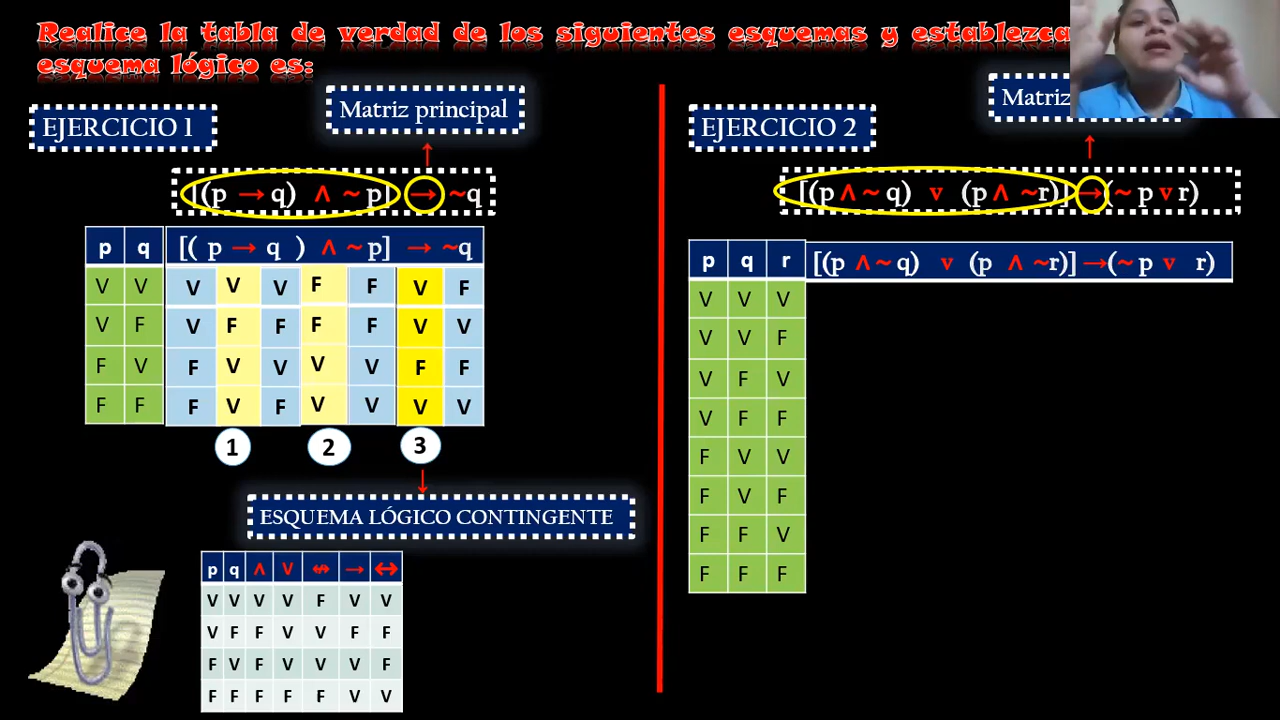 Realice la tabla de verdad de los siguientes esquemas y establezca
esquema lógico es:
EJERCICIO 1
Matriz principal
[(p → q) ∧ ~ p] → ~q
p q [( p → q ) ∧ ~ p] → ~q
V V V V V F F V F
V F V F F F F V V
F V F V V V V F F
F F F V F V V V V
1 2 3
ESQUEMA LÓGICO CONTINGENTE
p q ∧ V ↮ → ↔
V V V V F V V
V F F V V F F
F V F V V V F
F F F F F V V
EJERCICIO 2
Matriz
[(p ∧ ~ q) v (p ∧ ~r)] → (~ p v r)
p q r [(p ∧ ~ q) v (p ∧ ~r)] → (~ p v r)
V V V
V V F
V F V
V F F
F V V
F V F
F F V
F F F